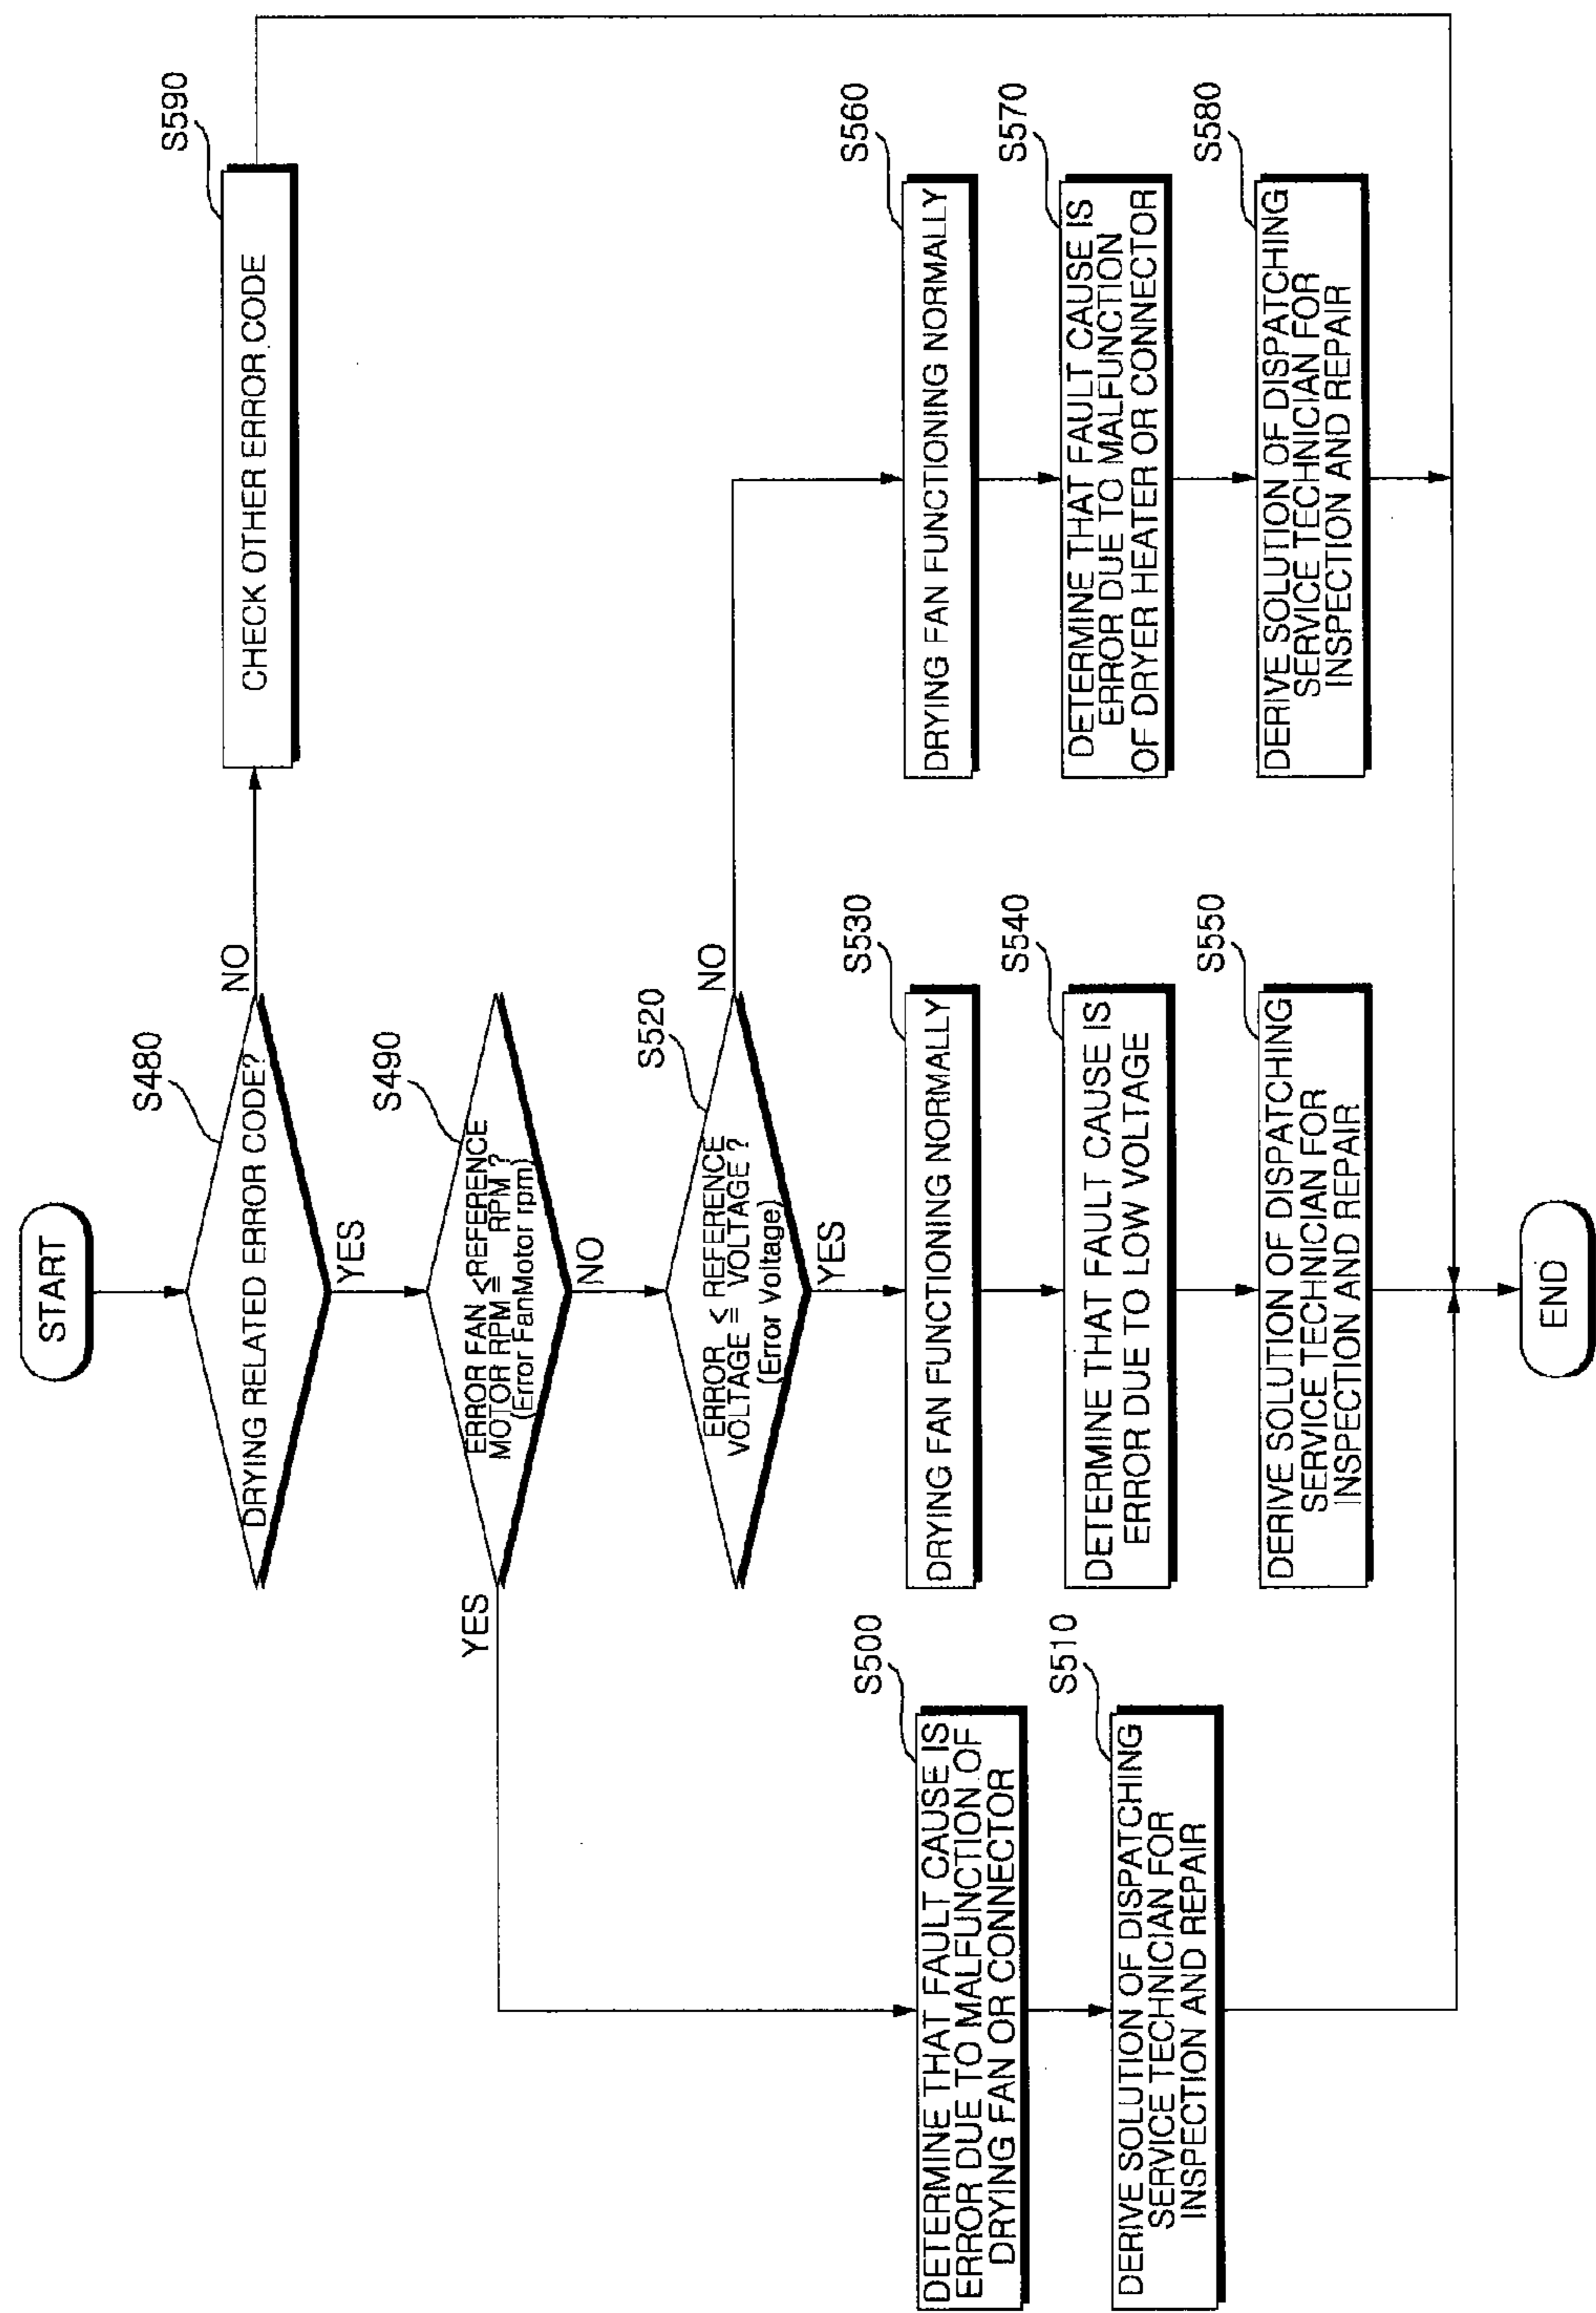 START
S480
DRYING RELATED ERROR CODE?
NO
YES
S590
CHECK OTHER ERROR CODE
S490
ERROR FAN ≦ REFERENCE
MOTOR RPM RPM ?
(Error FanMotor rpm)
YES
NO
S520
ERROR ≦ REFERENCE
VOLTAGE VOLTAGE ?
(Error Voltage)
NO
YES
S500
DETERMINE THAT FAULT CAUSE IS
ERROR DUE TO MALFUNCTION OF
DRYING FAN OR CONNECTOR
S510
DERIVE SOLUTION OF DISPATCHING
SERVICE TECHNICIAN FOR
INSPECTION AND REPAIR
S530
DRYING FAN FUNCTIONING NORMALLY
S540
DETERMINE THAT FAULT CAUSE IS
ERROR DUE TO LOW VOLTAGE
S550
DERIVE SOLUTION OF DISPATCHING
SERVICE TECHNICIAN FOR
INSPECTION AND REPAIR
S560
DRYING FAN FUNCTIONING NORMALLY
S570
DETERMINE THAT FAULT CAUSE IS
ERROR DUE TO MALFUNCTION
OF DRYER HEATER OR CONNECTOR
S580
DERIVE SOLUTION OF DISPATCHING
SERVICE TECHNICIAN FOR
INSPECTION AND REPAIR
END